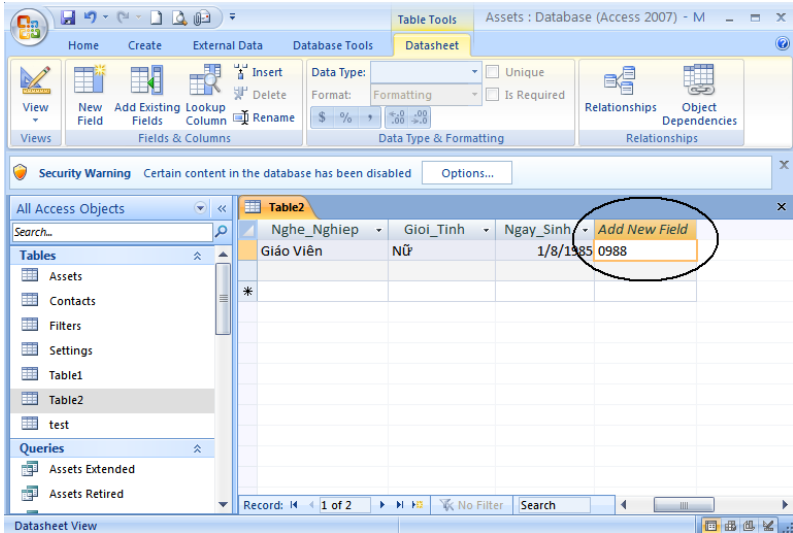 Table Tools Assets : Database (Access 2007) - M
Home Create External Data Database Tools Datasheet
View
Views
New Field
Add Existing Fields
Lookup Column
Insert
Delete
Rename
Fields & Columns
Data Type:
Format: Formatting
$ % ,
Unique
Is Required
Data Type & Formatting
Relationships
Object Dependencies
Relationships
Security Warning Certain content in the database has been disabled Options...
All Access Objects
Search...
Tables
Assets
Contacts
Filters
Settings
Table1
Table2
test
Queries
Assets Extended
Assets Retired
Table2
Nghe_Nghiep Gioi_Tinh Ngay_Sinh Add New Field
Giáo Viên NỮ 1/8/1985 0988
Record: 1 of 2 No Filter Search
Datasheet View